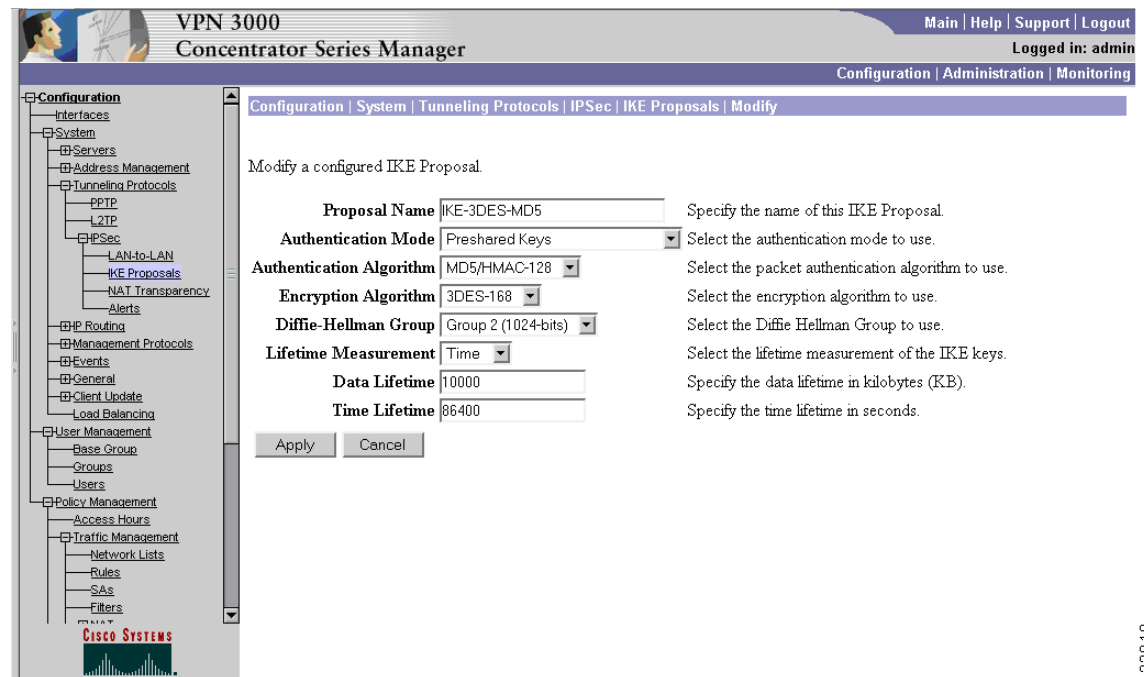 VPN 3000
Concentrator Series Manager
Main | Help | Support | Logout
Logged in: admin
Configuration | Administration | Monitoring
Configuration
Interfaces
System
Servers
Address Management
Tunneling Protocols
PPTP
L2TP
IPSec
LAN-to-LAN
IKE Proposals
NAT Transparency
Alerts
IP Routing
Management Protocols
Events
General
Client Update
Load Balancing
User Management
Base Group
Groups
Users
Policy Management
Access Hours
Traffic Management
Network Lists
Rules
SAs
Filters
CISCO SYSTEMS
Configuration | System | Tunneling Protocols | IPSec | IKE Proposals | Modify
Modify a configured IKE Proposal.
Proposal Name IKE-3DES-MD5 Specify the name of this IKE Proposal.
Authentication Mode Preshared Keys Select the authentication mode to use.
Authentication Algorithm MD5/HMAC-128 Select the packet authentication algorithm to use.
Encryption Algorithm 3DES-168 Select the encryption algorithm to use.
Diffie-Hellman Group Group 2 (1024-bits) Select the Diffie Hellman Group to use.
Lifetime Measurement Time Select the lifetime measurement of the IKE keys.
Data Lifetime 10000 Specify the data lifetime in kilobytes (KB).
Time Lifetime 86400 Specify the time lifetime in seconds.
Apply Cancel